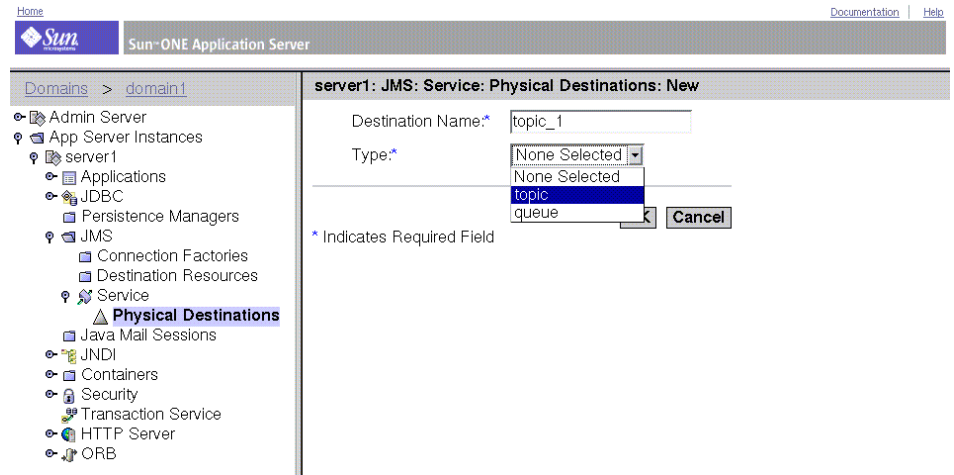 Home
Documentation | Help
Sun microsystems
Sun™ ONE Application Server
Domains > domain1
Admin Server
App Server Instances
server1
Applications
JDBC
Persistence Managers
JMS
Connection Factories
Destination Resources
Service
Physical Destinations
Java Mail Sessions
JNDI
Containers
Security
Transaction Service
HTTP Server
ORB
server1: JMS: Service: Physical Destinations: New
Destination Name:* topic_1
Type:* None Selected
None Selected
topic
queue
K Cancel
* Indicates Required Field